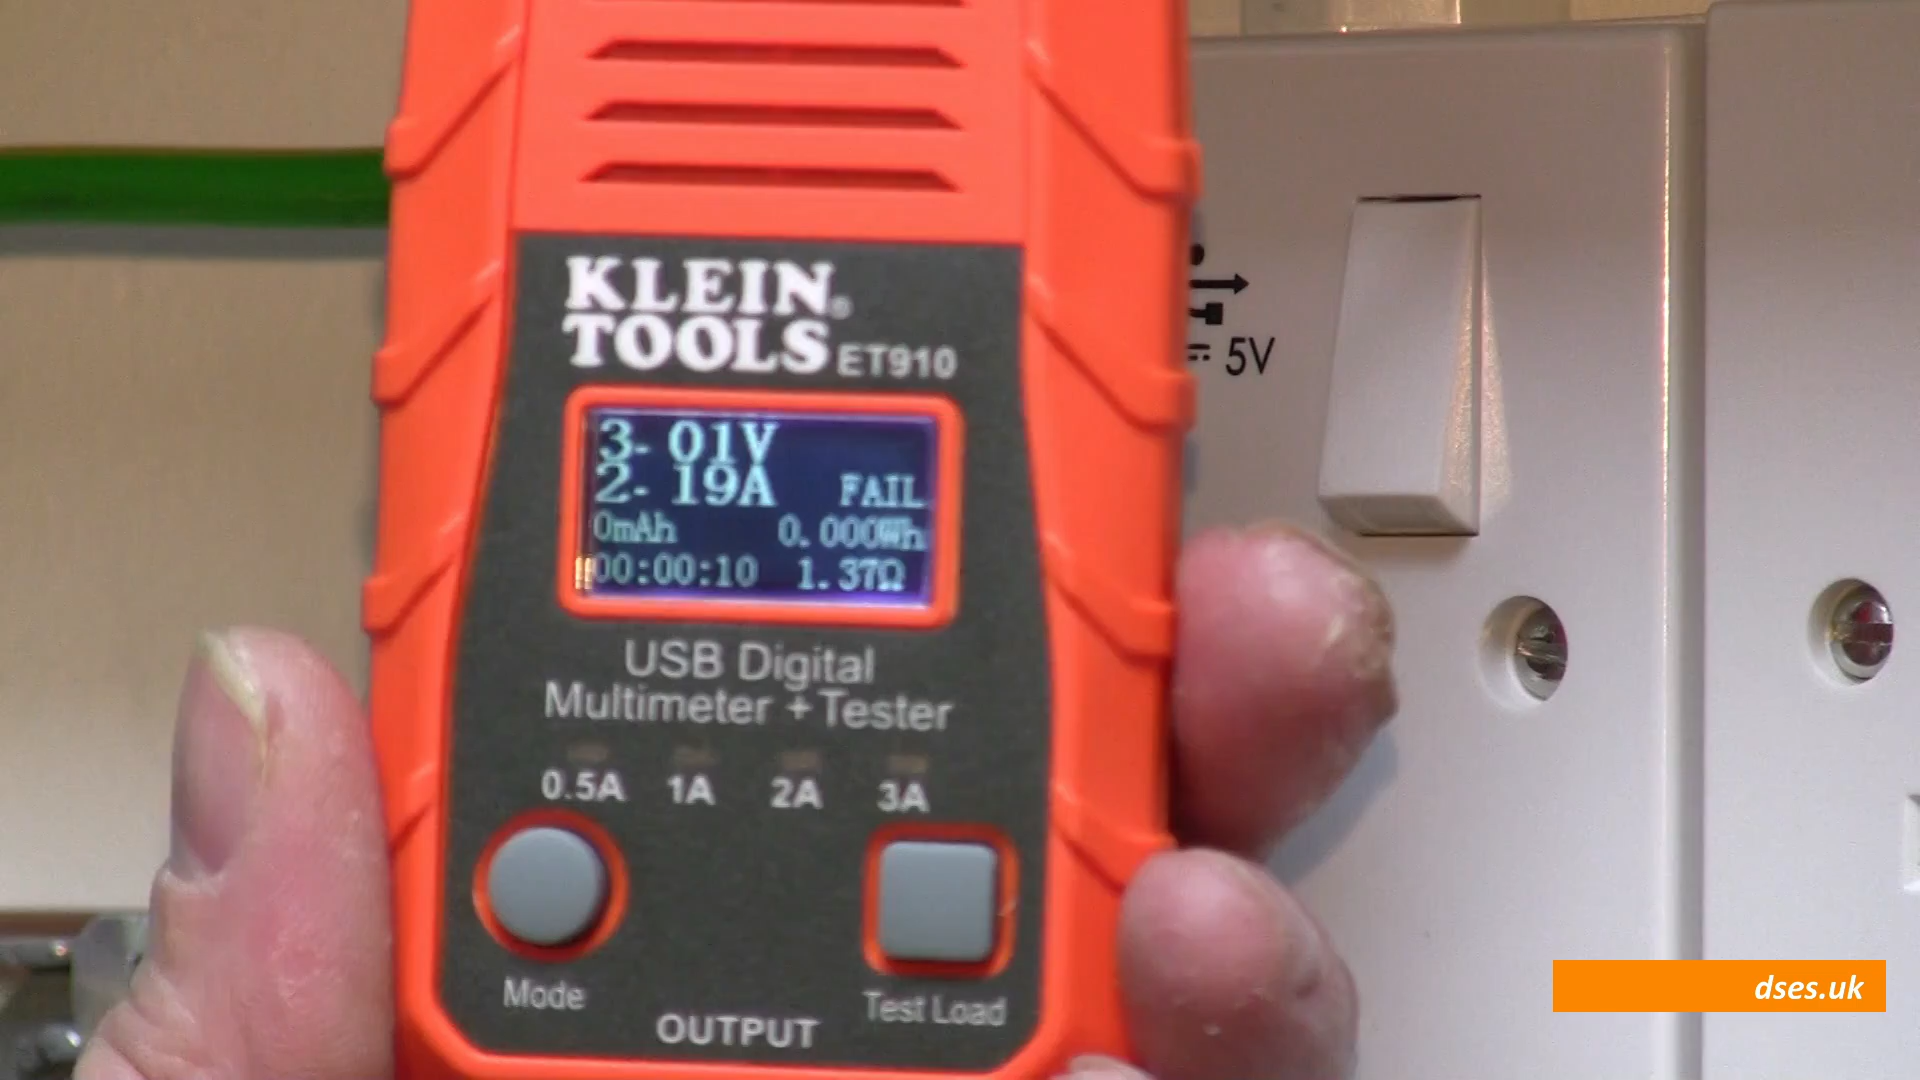 KLEIN®
TOOLS ET910
3- 01V
2- 19A FAIL
0mAh 0.000Wh
00:00:10 1.37Ω
USB Digital
Multimeter + Tester
0.5A 1A 2A 3A
Mode
Test Load
OUTPUT
5V
dses.uk